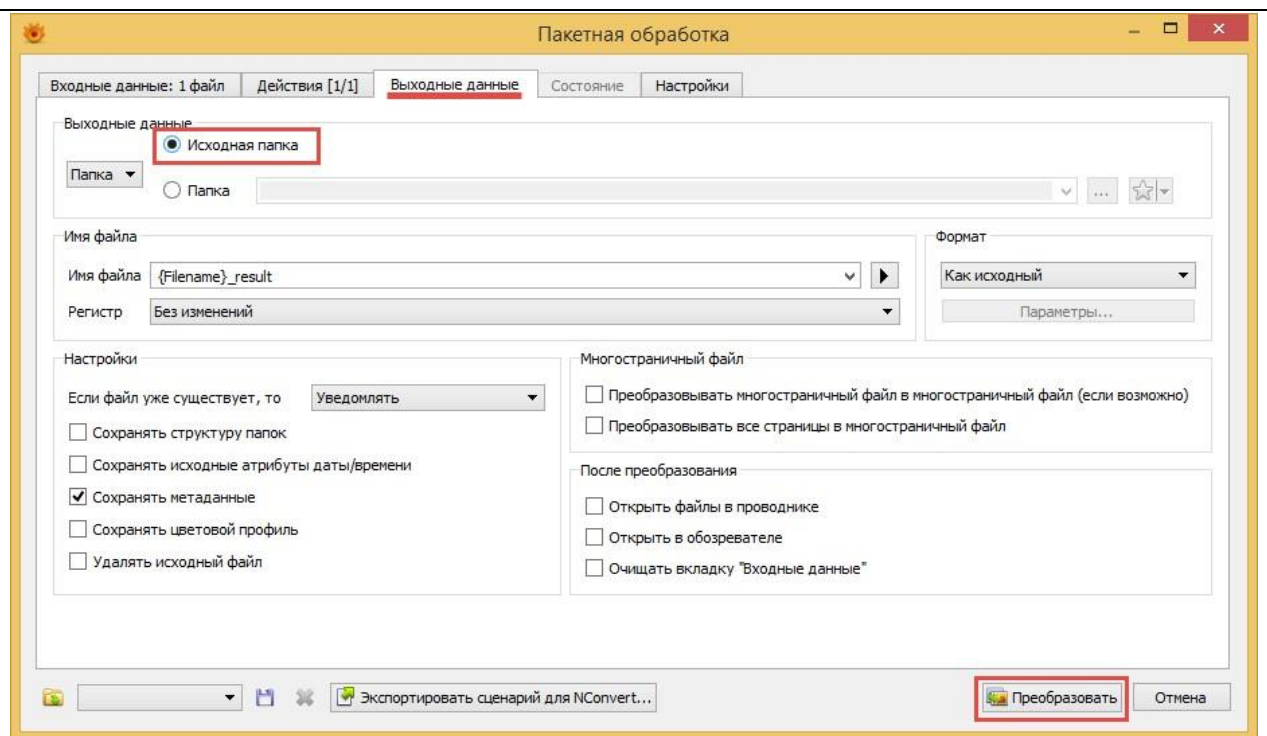 Пакетная обработка
Входные данные: 1 файл Действия [1/1] Выходные данные Состояние Настройки
Выходные данные
Исходная папка
Папка
Папка ...
Имя файла Формат
Имя файла {Filename}_result Как исходный
Регистр Без изменений Параметры...
Настройки Многостраничный файл
Если файл уже существует, то Уведомлять Преобразовывать многостраничный файл в многостраничный файл (если возможно)
Сохранять структуру папок Преобразовывать все страницы в многостраничный файл
Сохранять исходные атрибуты даты/времени После преобразования
Сохранять метаданные Открыть файлы в проводнике
Сохранять цветовой профиль Открыть в обозревателе
Удалять исходный файл Очищать вкладку "Входные данные"
Экспортировать сценарий для NConvert... Преобразовать Отмена